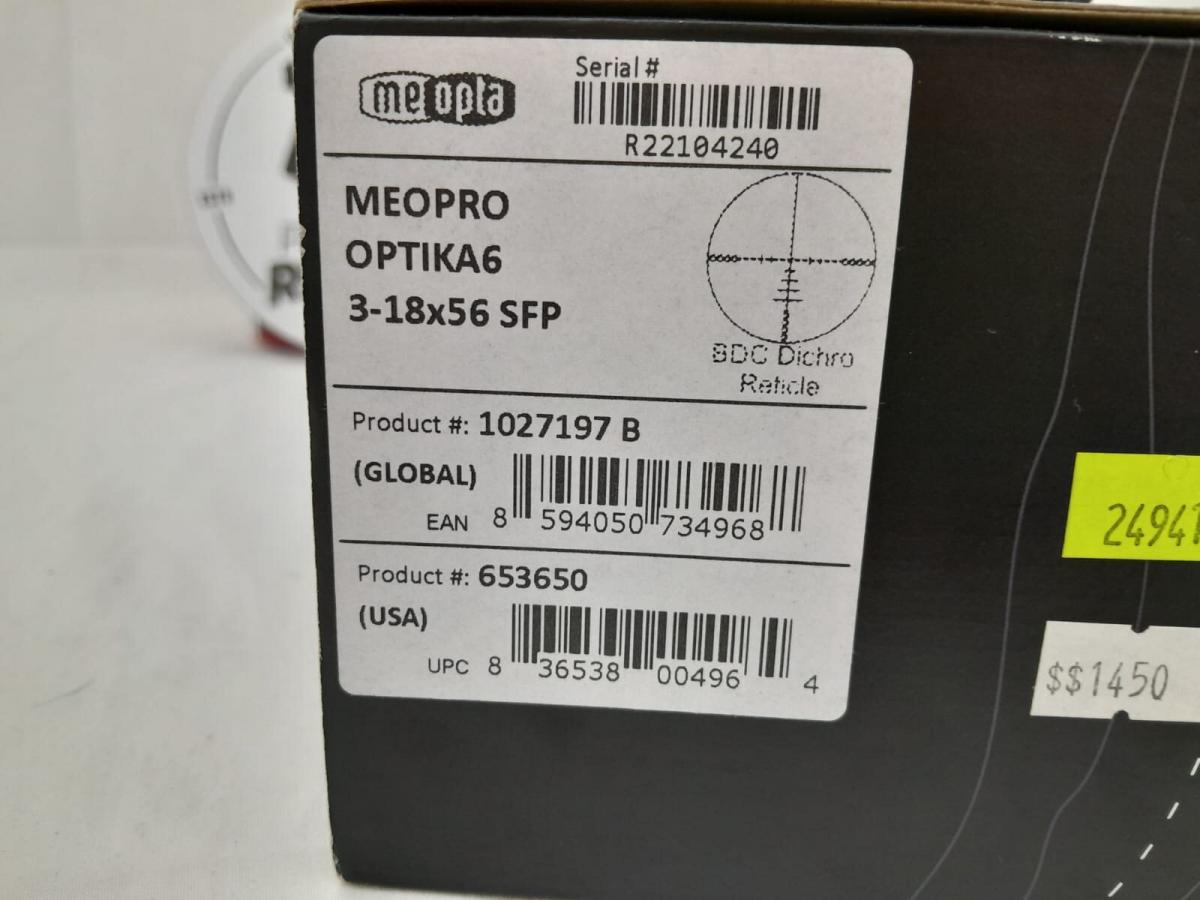 meopta
Serial #
R22104240
MEOPRO
OPTIKA6
3-18x56 SFP
BDC Dichro
Reticle
Product #: 1027197 B
(GLOBAL)
EAN 8 594050 734968
Product #: 653650
(USA)
UPC 8 36538 00496 4
$$1450